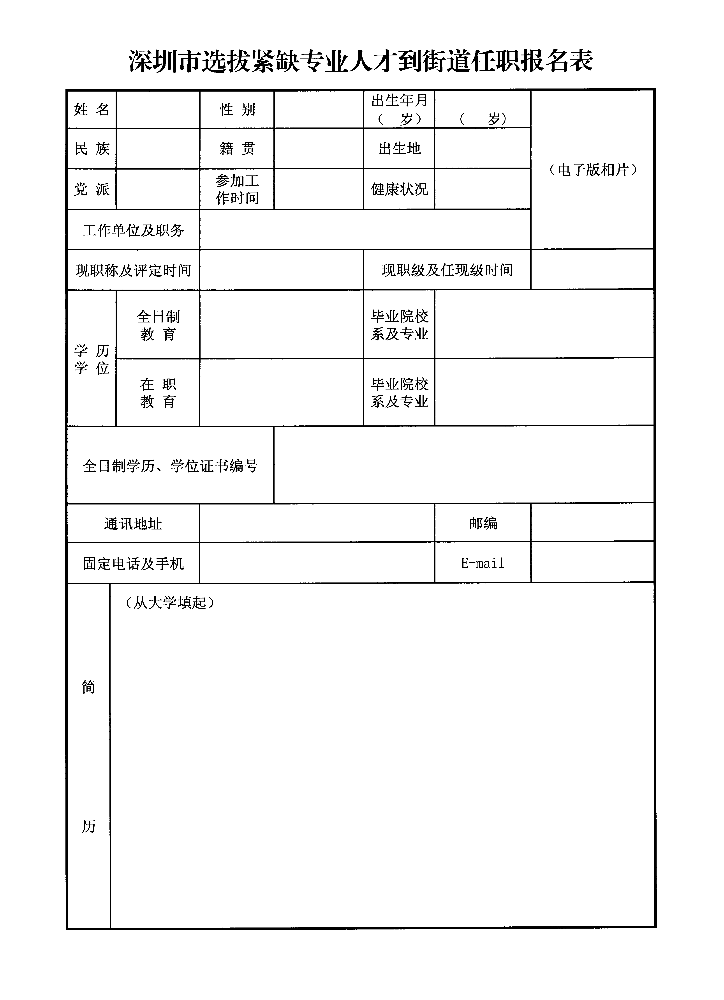 深圳市选拔紧缺专业人才到街道任职报名表
姓 名
性 别
出生年月
（ 岁）
（ 岁）
（电子版相片）
民 族
籍 贯
出生地
党 派
参加工
作时间
健康状况
工作单位及职务
现职称及评定时间
现职级及任现级时间
学 历
学 位
全日制
教 育
毕业院校
系及专业
在 职
教 育
毕业院校
系及专业
全日制学历、学位证书编号
通讯地址
邮编
固定电话及手机
E-mail
简
历
（从大学填起）